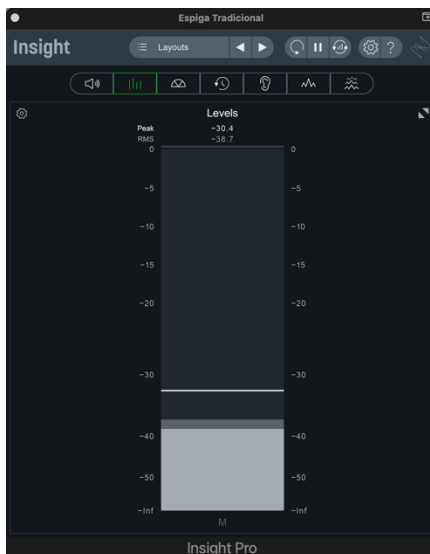 Espiga Tradicional
Insight
Layouts
?
Levels
Peak -30.4
RMS -38.7
0 0
-5 -5
-10 -10
-15 -15
-20 -20
-30 -30
-40 -40
-50 -50
-Inf -Inf
M
Insight Pro